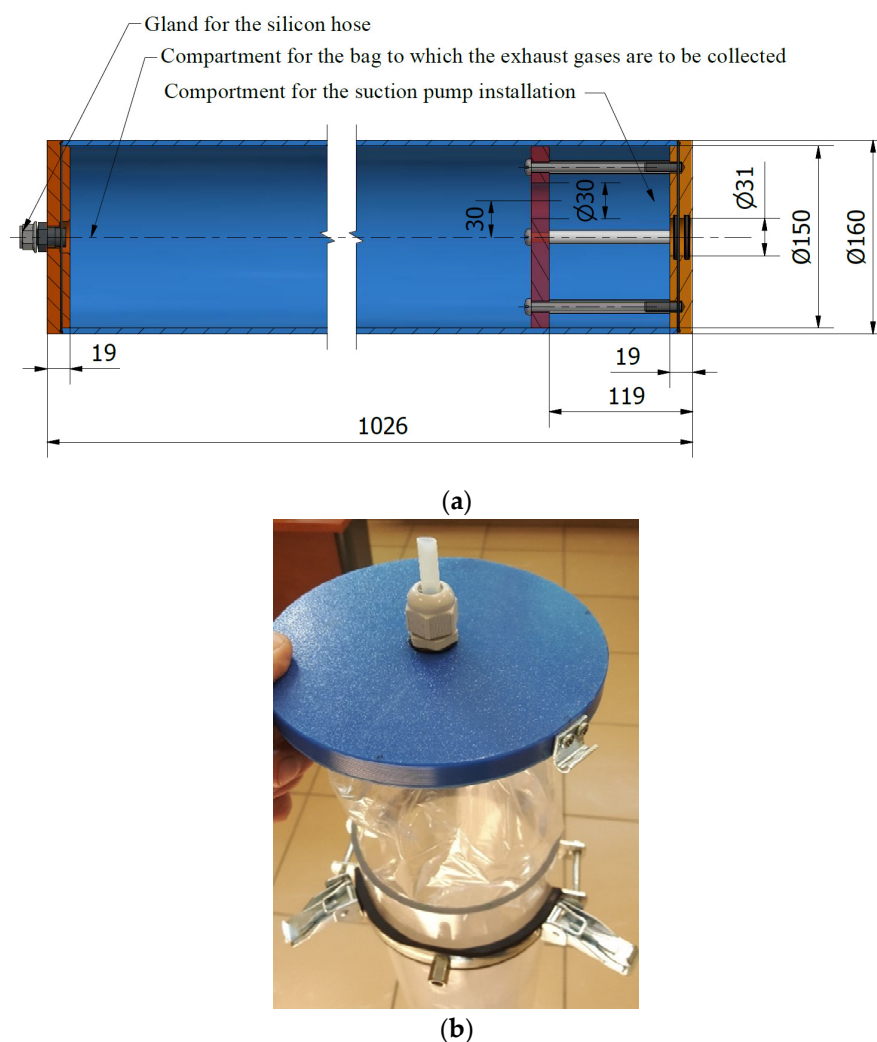 Gland for the silicon hose
Compartment for the bag to which the exhaust gases are to be collected
Comportment for the suction pump installation
30
Ø30
Ø31
Ø150
Ø160
19
19
119
1026
(a)
(b)